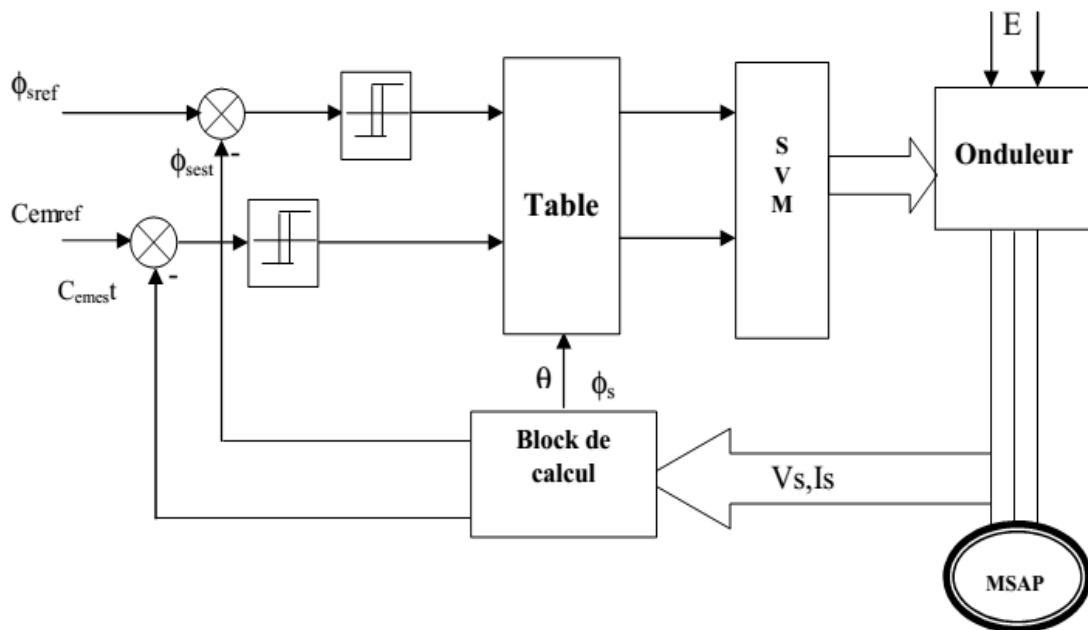 E
ϕsref
ϕsest
-
Cemref
Cemest
-
Table
S
V
M
Onduleur
θ
ϕs
Block de
calcul
Vs,Is
MSAP